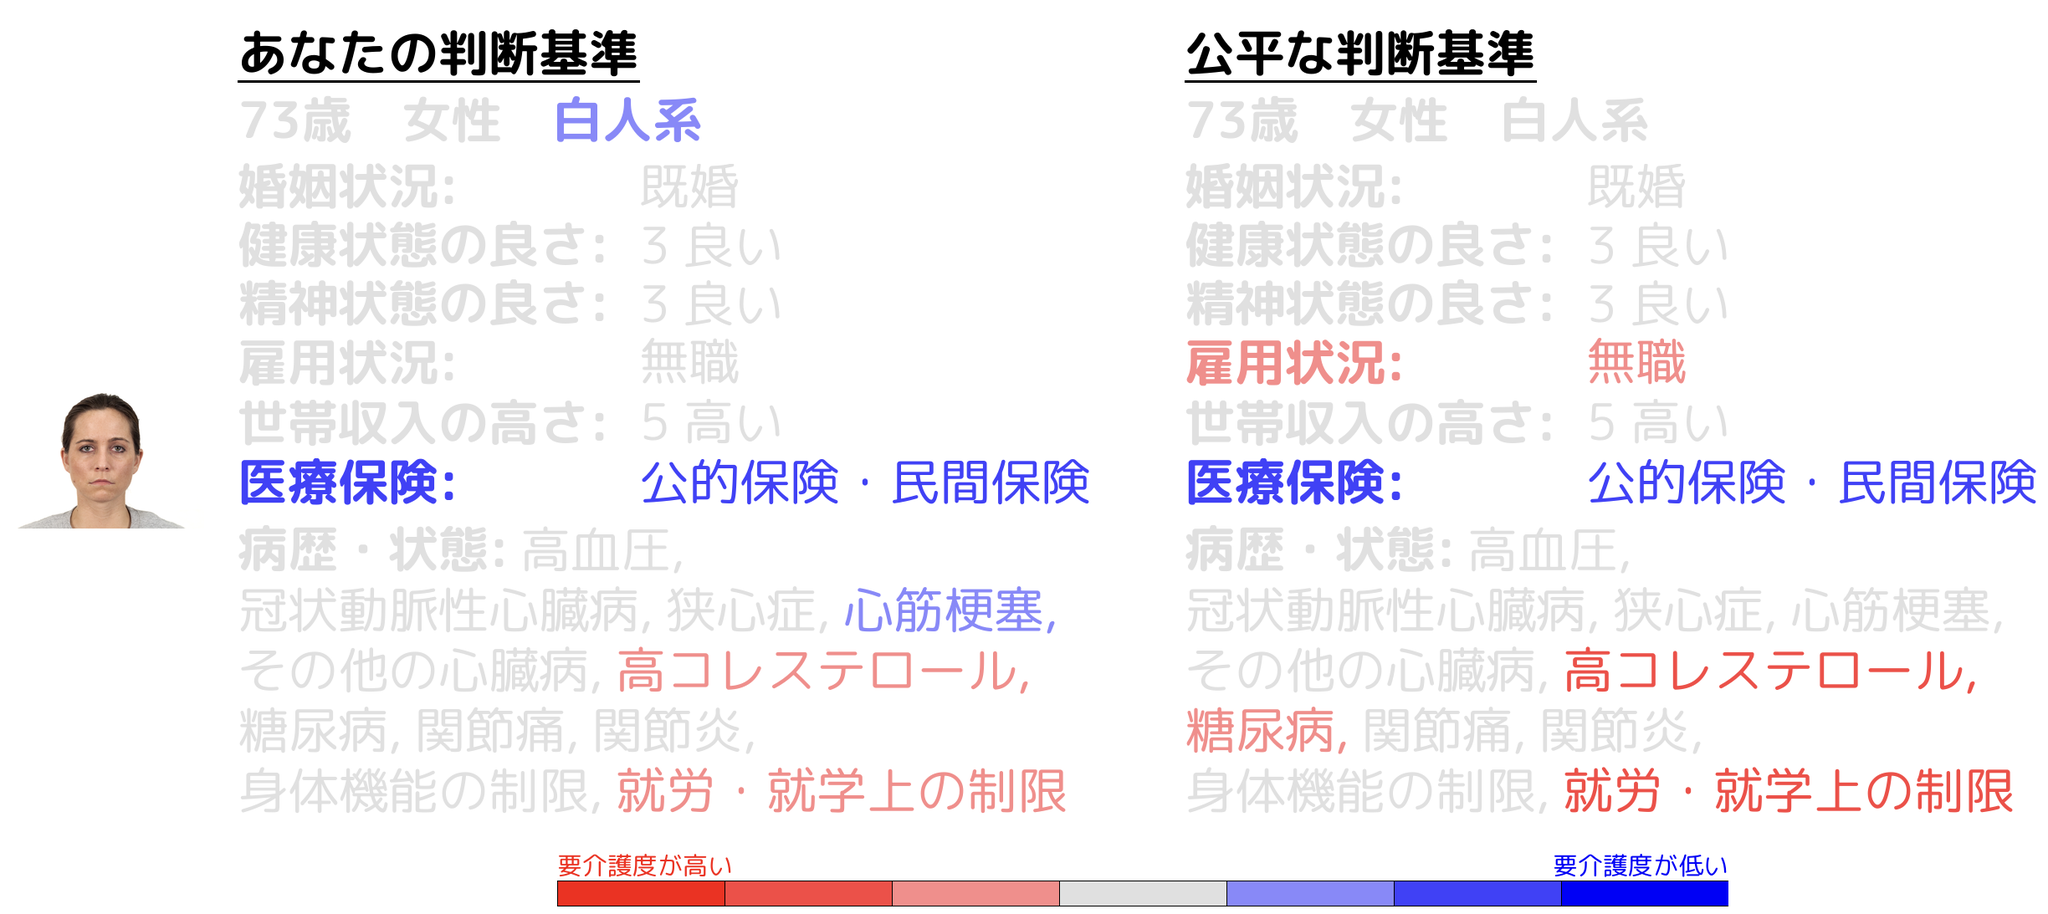 あなたの判断基準
73歳 女性 白人系
婚姻状況: 既婚
健康状態の良さ: 3 良い
精神状態の良さ: 3 良い
雇用状況: 無職
世帯収入の高さ: 5 高い
医療保険: 公的保険・民間保険
病歴・状態: 高血圧,
冠状動脈性心臓病, 狭心症, 心筋梗塞,
その他の心臓病, 高コレステロール,
糖尿病, 関節痛, 関節炎,
身体機能の制限, 就労・就学上の制限
公平な判断基準
73歳 女性 白人系
婚姻状況: 既婚
健康状態の良さ: 3 良い
精神状態の良さ: 3 良い
雇用状況: 無職
世帯収入の高さ: 5 高い
医療保険: 公的保険・民間保険
病歴・状態: 高血圧,
冠状動脈性心臓病, 狭心症, 心筋梗塞,
その他の心臓病, 高コレステロール,
糖尿病, 関節痛, 関節炎,
身体機能の制限, 就労・就学上の制限
要介護度が高い
要介護度が低い